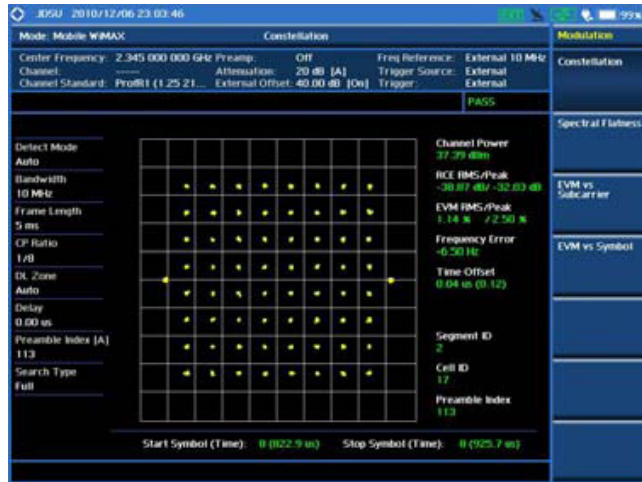 JDSU 2010/12/06 23:03:46
EXT
99%
Mode: Mobile WiMAX
Constellation
Modulation
Center Frequency: 2.345 000 000 GHz Preamp: Off Freq Reference: External 10 MHz
Channel: ------ Attenuation: 20 dB [A] Trigger Source: External
Channel Standard: Profil1 (1.25 21... External Offset: 40.00 dB [On] Trigger: External
PASS
Constellation
Spectral Flatness
EVM vs
Subcarrier
EVM vs Symbol
Detect Mode
Auto
Bandwidth
10 MHz
Frame Length
5 ms
CP Ratio
1/8
DL Zone
Auto
Delay
0.00 us
Preamble Index [A]
113
Search Type
Full
Channel Power
37.39 dBm
RCE RMS/Peak
-38.87 dB/ -32.03 dB
EVM RMS/Peak
1.14 % / 2.50 %
Frequency Error
-6.50 Hz
Time Offset
0.04 us (0.12)
Segment ID
2
Cell ID
17
Preamble Index
113
Start Symbol (Time): 0 (822.9 us) Stop Symbol (Time): 0 (925.7 us)